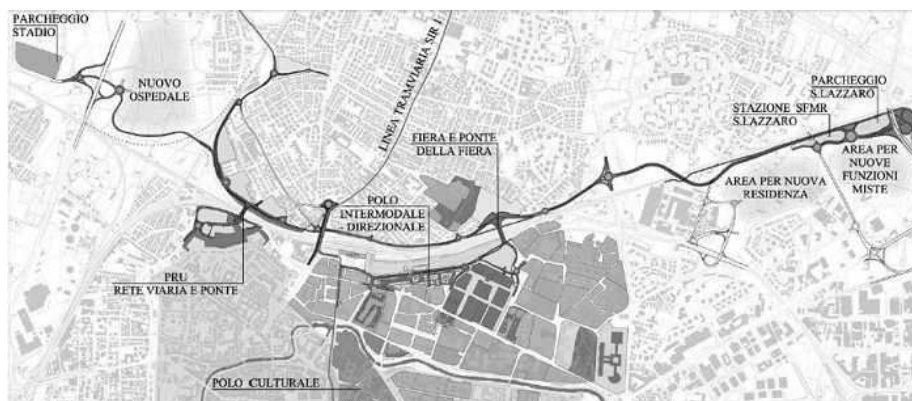 PARCHEGGIO
STADIO
NUOVO
OSPEDALE
LINEA TRAMVIARIA SIR 1
FIERA E PONTE
DELLA FIERA
PARCHEGGIO
S.LAZZARO
STAZIONE SFMR
S.LAZZARO
AREA PER
NUOVE
FUNZIONI
MISTE
AREA PER NUOVA
RESIDENZA
POLO
INTERMODALE
- DIREZIONALE
PRU
RETE VIARIA E PONTE
POLO CULTURALE